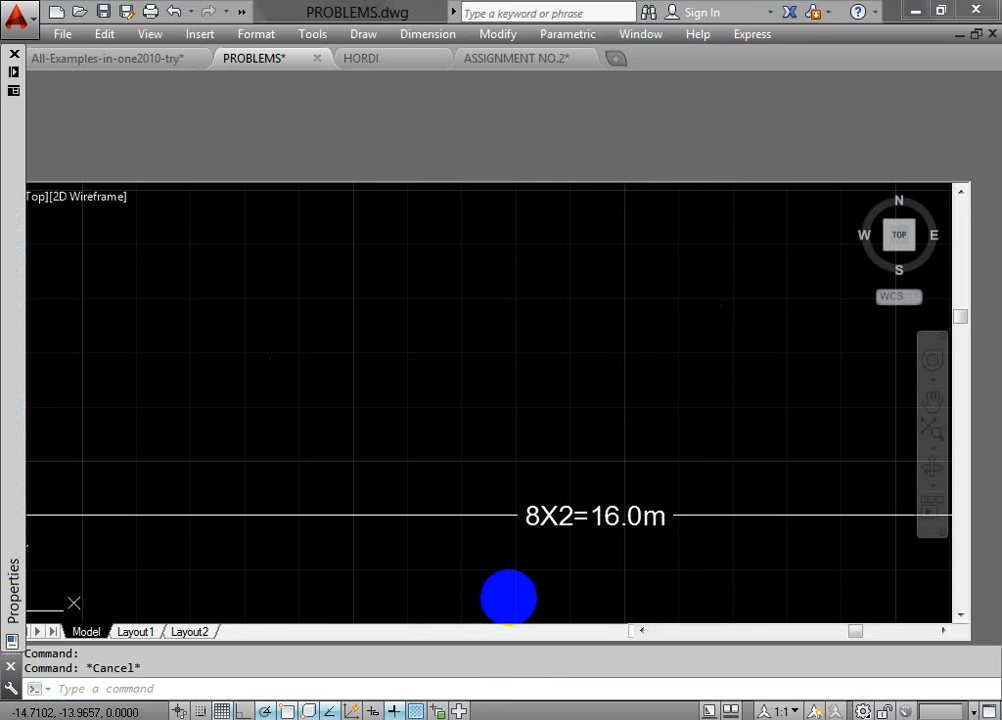 PROBLEMS.dwg
Type a keyword or phrase
Sign In
File Edit View Insert Format Tools Draw Dimension Modify Parametric Window Help Express
All-Examples-in-one2010-try*
PROBLEMS*
HORDI
ASSIGNMENT NO.2*
Top][2D Wireframe]
N
W
TOP
E
S
WCS
8X2=16.0m
Properties
Model
Layout1
Layout2
Command:
Command: *Cancel*
Type a command
-14.7102, -13.9657, 0.0000
1:1